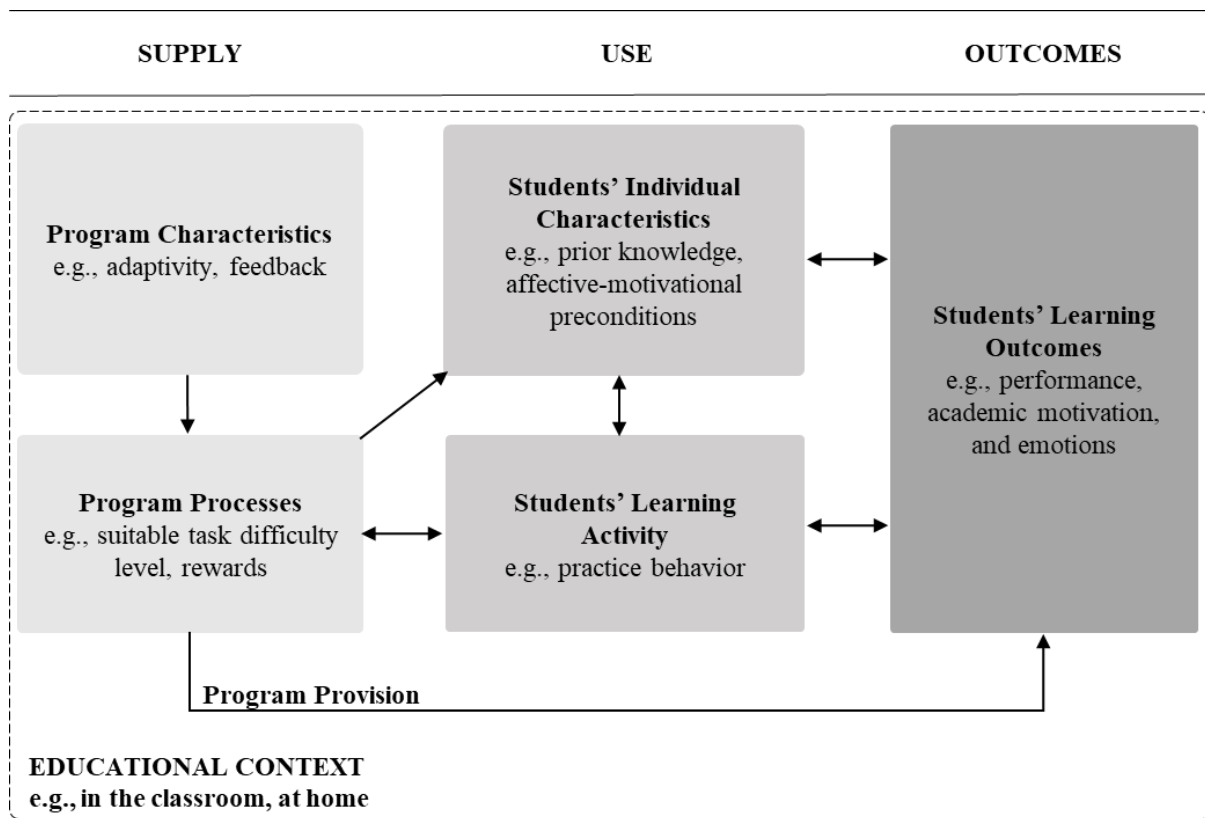 SUPPLY USE OUTCOMES
Program Characteristics
e.g., adaptivity, feedback
Students’ Individual
Characteristics
e.g., prior knowledge,
affective-motivational
preconditions
Students’ Learning
Outcomes
e.g., performance,
academic motivation,
and emotions
Program Processes
e.g., suitable task difficulty
level, rewards
Students’ Learning
Activity
e.g., practice behavior
Program Provision
EDUCATIONAL CONTEXT
e.g., in the classroom, at home